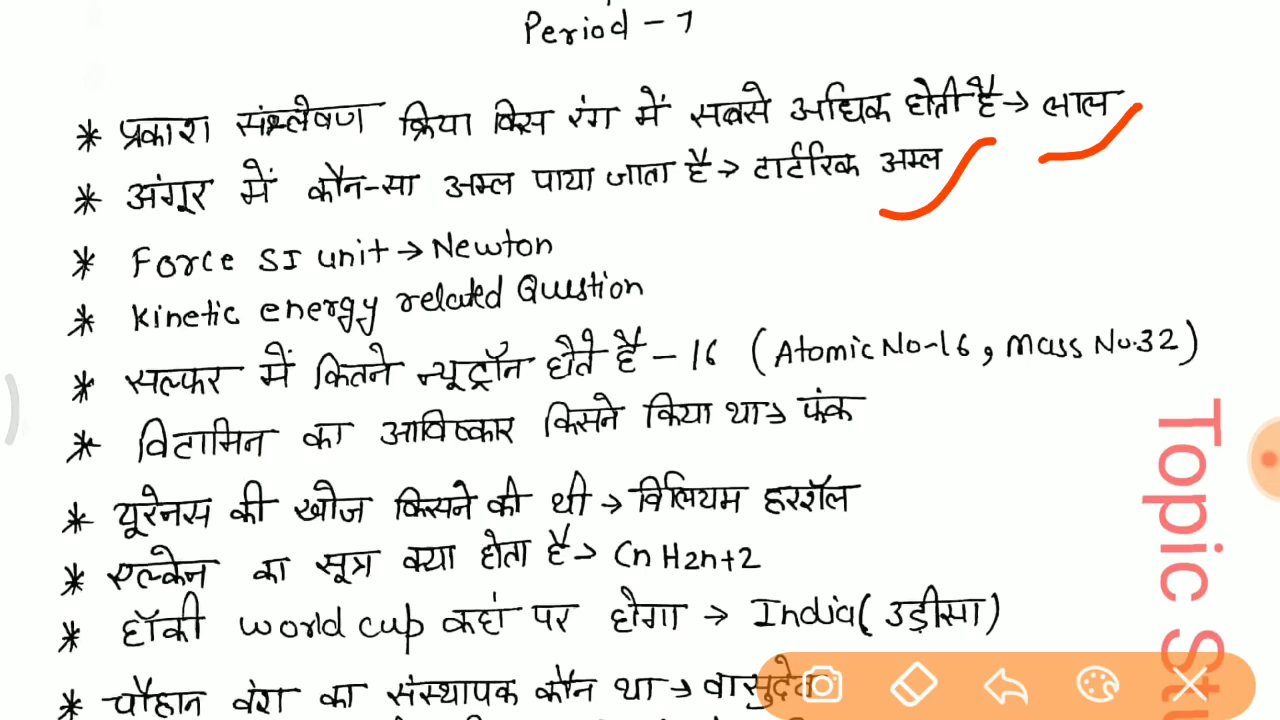 Period - 7
* प्रकाश संश्लेषण क्रिया किस रंग में सबसे अधिक होती है → लाल
* अंगूर में कौन-सा अम्ल पाया जाता है → टार्टरिक अम्ल
* Force SI unit → Newton
* Kinetic energy related Question
* सल्फर में कितने न्यूट्रॉन होते है - 16 (Atomic No-16, Mass No.32)
* विटामिन का आविष्कार किसने किया था → फंक
* यूरेनस की खोज किसने की थी → विलियम हरशॅल
* एल्केन का सूत्र क्या होता है → CnH2n+2
* हॉकी world cup कहां पर होगा → India (उड़ीसा)
* चौहान वंश का संस्थापक कौन था → वासुदेव
Topic Stu